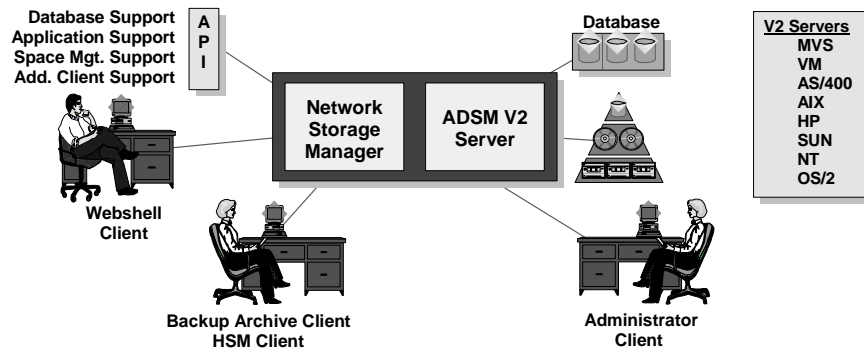 Database Support
Application Support
Space Mgt. Support
Add. Client Support
A
P
I
Database
V2 Servers
MVS
VM
AS/400
AIX
HP
SUN
NT
OS/2
Network
Storage
Manager
ADSM V2
Server
Webshell
Client
Backup Archive Client
HSM Client
Administrator
Client